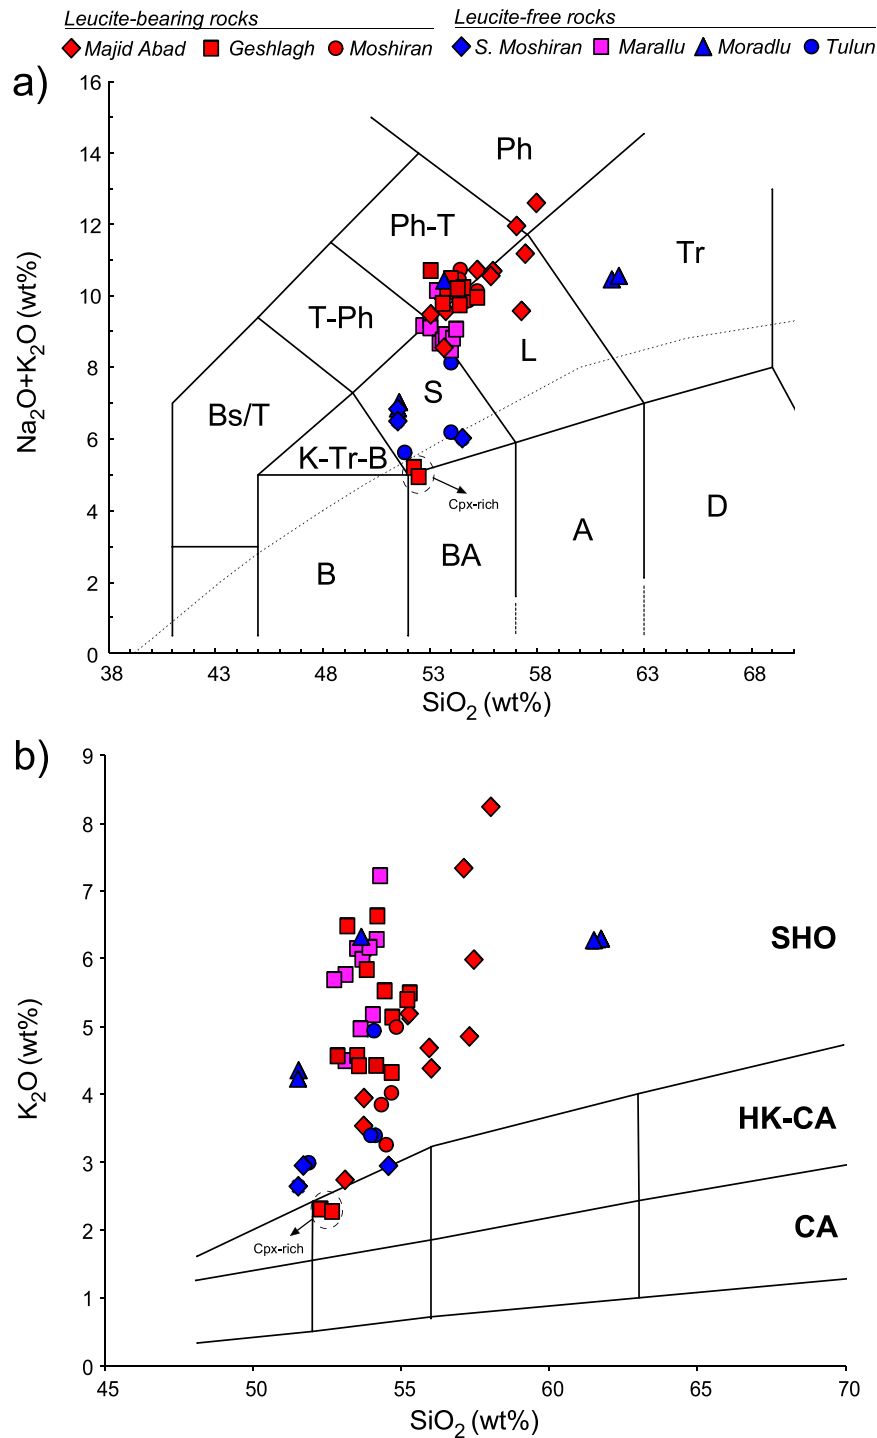 Leucite-bearing rocks Leucite-free rocks
Majid Abad Geshlagh Moshiran S. Moshiran Marallu Moradlu Tulun
a)
16
14
12
10
8
6
4
2
0
Na2O+K2O (wt%)
Ph
Ph-T
Tr
T-Ph
L
S
Bs/T
K-Tr-B
Cpx-rich
D
A
BA
B
38 43 48 53 58 63 68
SiO2 (wt%)
b)
9
8
7
6
5
4
3
2
1
0
K2O (wt%)
SHO
HK-CA
CA
Cpx-rich
45 50 55 60 65 70
SiO2 (wt%)